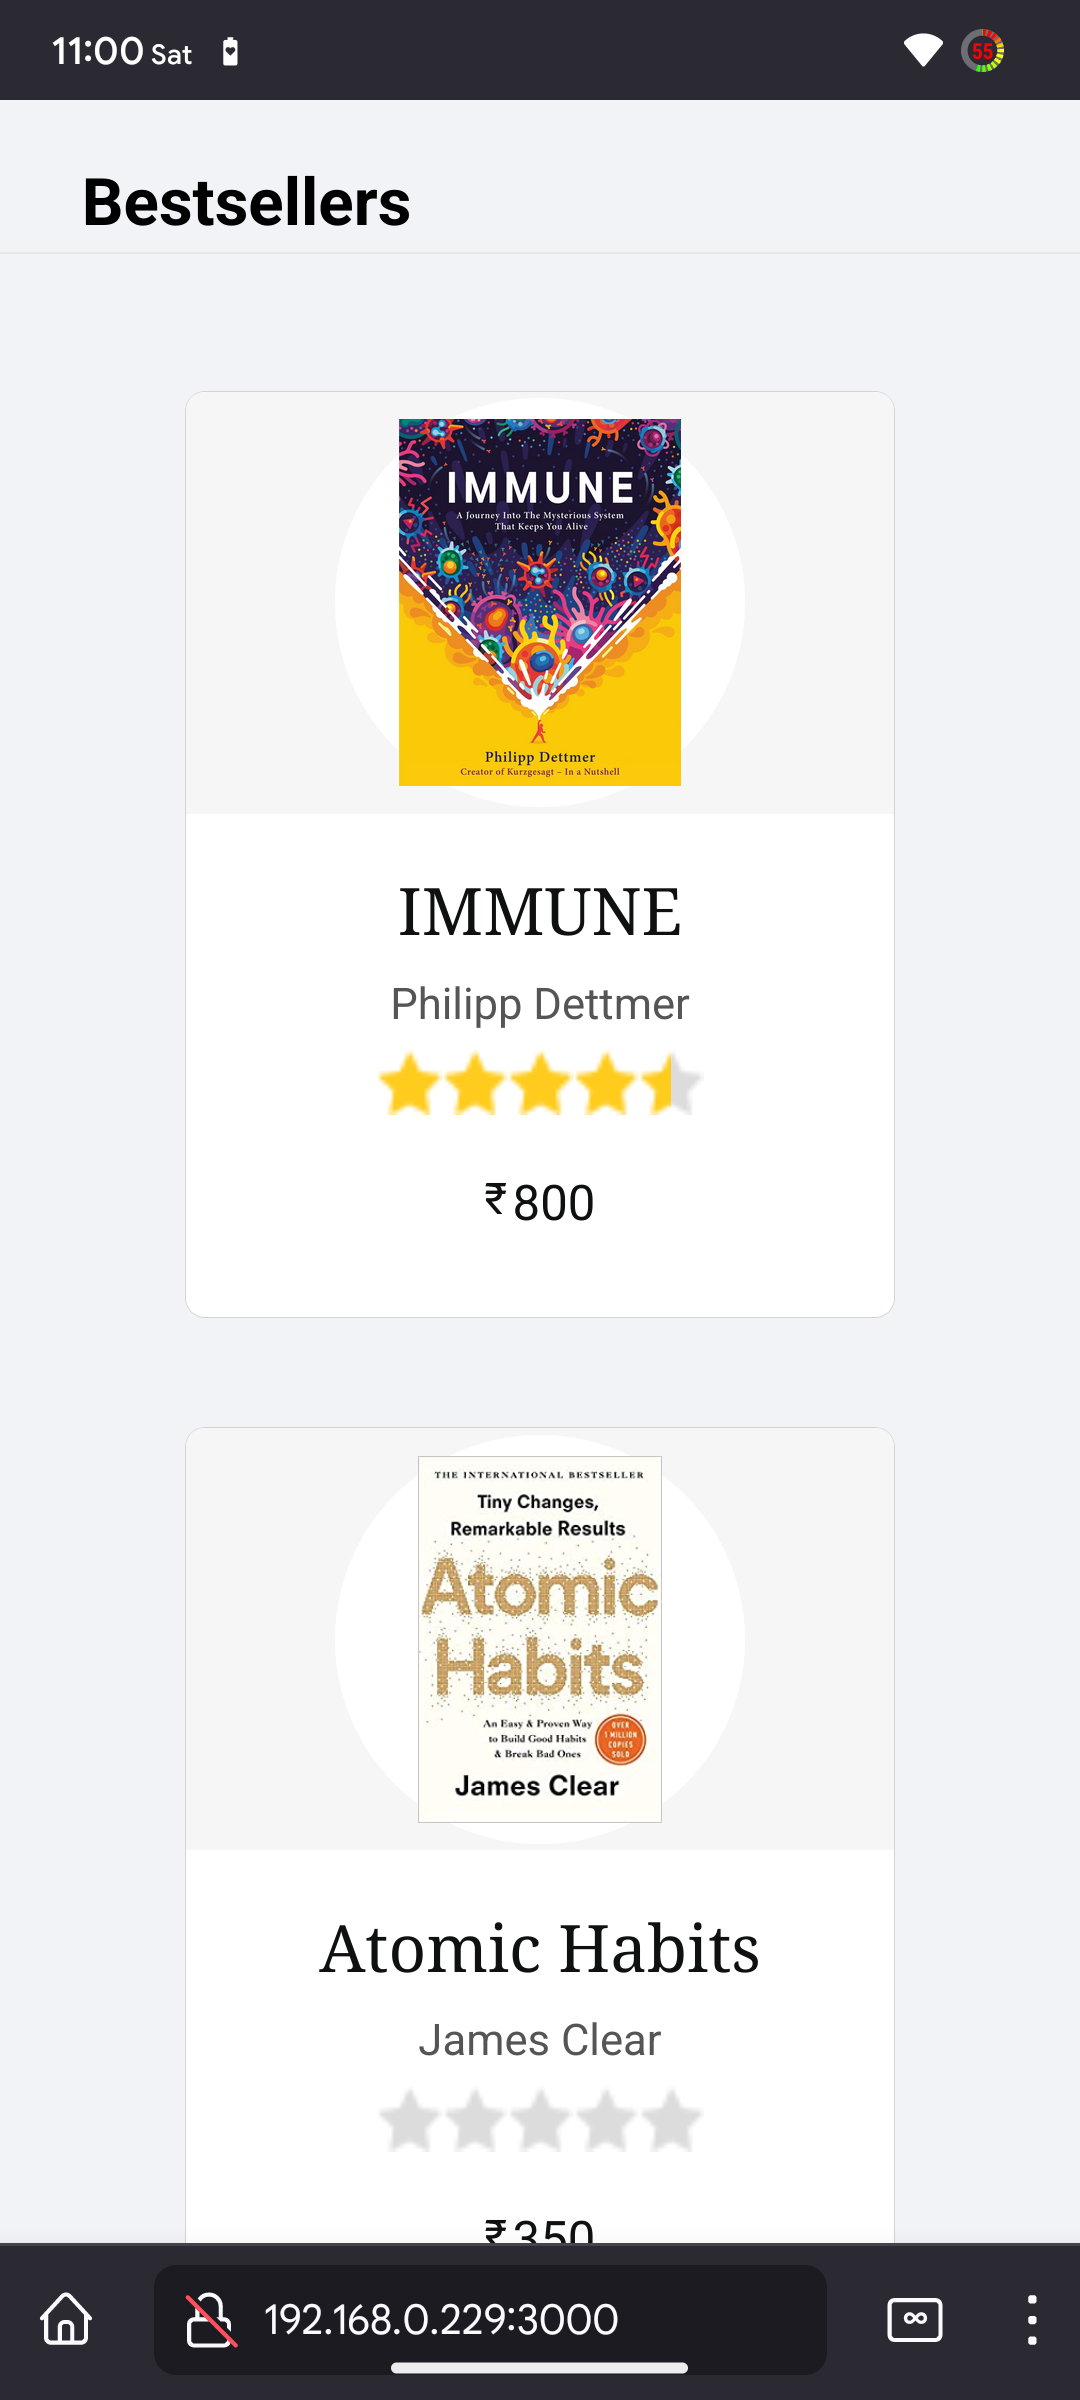 11:00 Sat
55
Bestsellers
IMMUNE
A Journey Into The Mysterious System
That Keeps You Alive
Philipp Dettmer
Creator of Kurzgesagt – In a Nutshell
IMMUNE
Philipp Dettmer
₹800
THE INTERNATIONAL BESTSELLER
Tiny Changes,
Remarkable Results
Atomic
Habits
An Easy & Proven Way
to Build Good Habits
& Break Bad Ones
OVER
1 MILLION
COPIES
SOLD
James Clear
Atomic Habits
James Clear
₹350
192.168.0.229:3000
∞